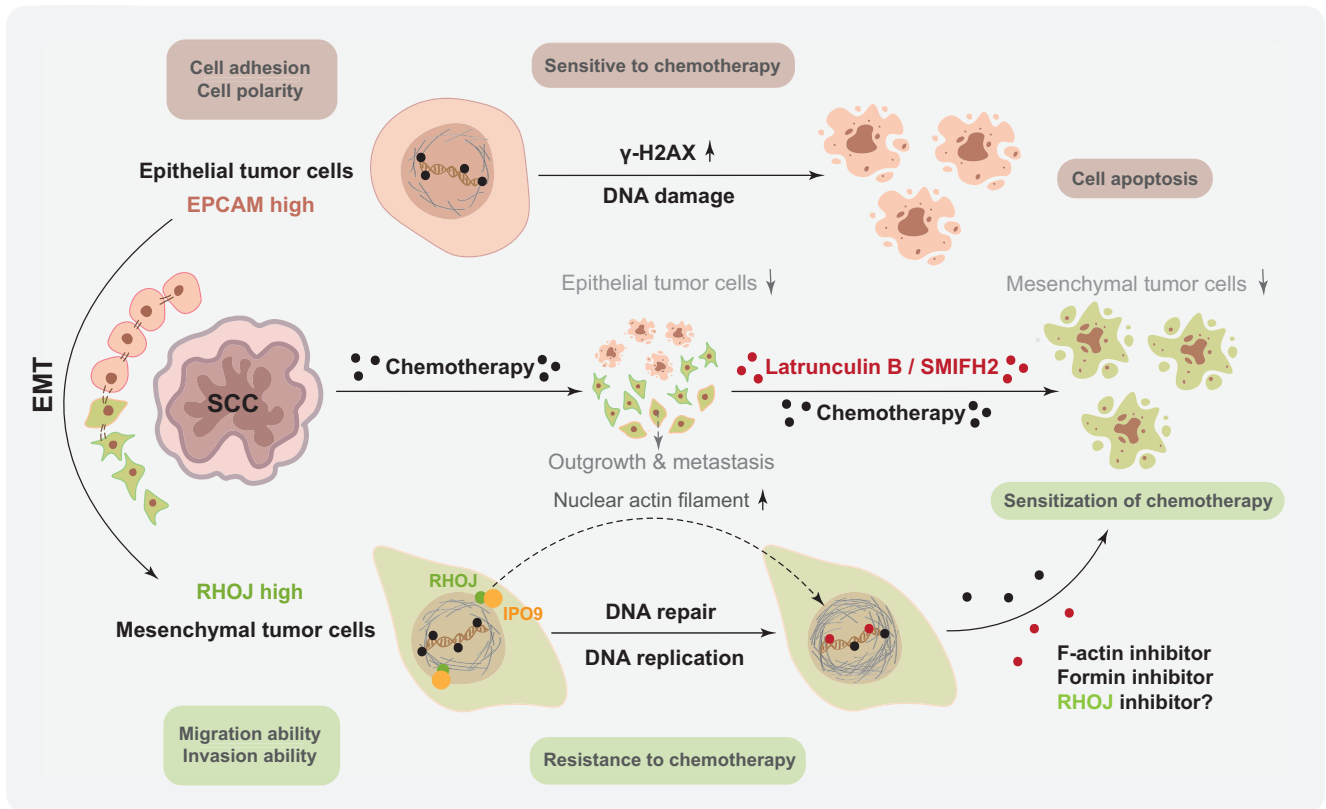 Cell adhesion
Cell polarity
Sensitive to chemotherapy
Epithelial tumor cells
EPCAM high
γ-H2AX
DNA damage
Cell apoptosis
Epithelial tumor cells
Mesenchymal tumor cells
EMT
SCC
Chemotherapy
Latrunculin B / SMIFH2
Chemotherapy
Outgrowth & metastasis
Nuclear actin filament
Sensitization of chemotherapy
RHOJ high
Mesenchymal tumor cells
RHOJ
IPO9
DNA repair
DNA replication
F-actin inhibitor
Formin inhibitor
RHOJ inhibitor?
Migration ability
Invasion ability
Resistance to chemotherapy